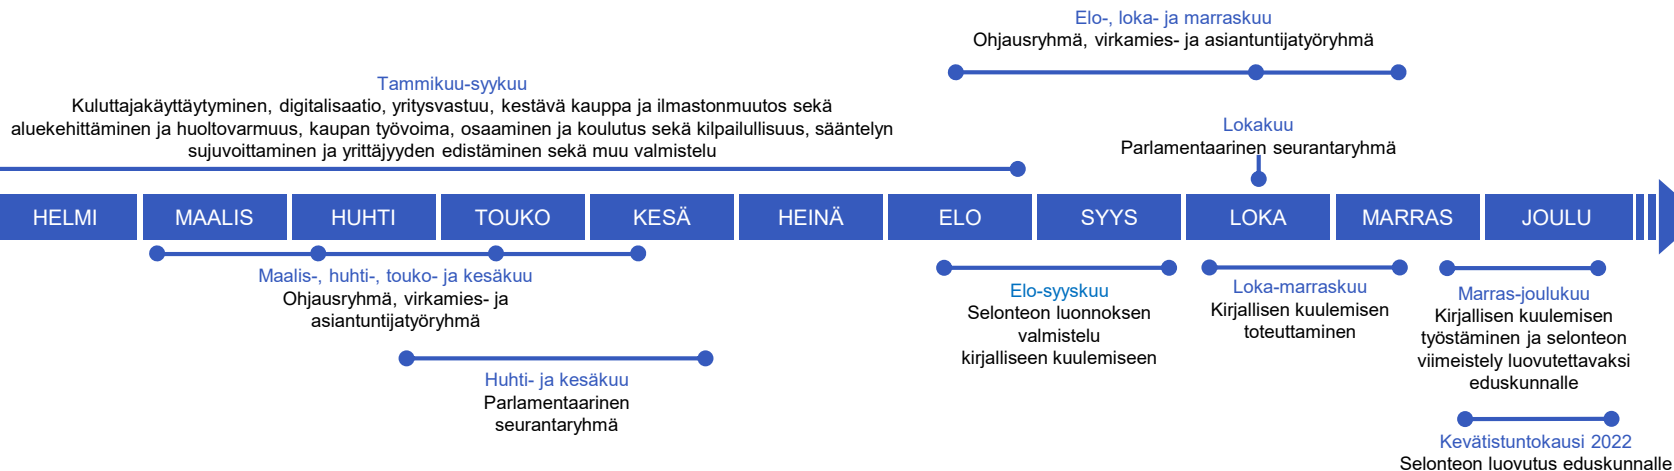 Elo-, loka- ja marraskuu
Ohjausryhmä, virkamies- ja asiantuntijatyöryhmä
Tammikuu-syykuu
Kuluttajakäyttäytyminen, digitalisaatio, yritysvastuu, kestävä kauppa ja ilmastonmuutos sekä
aluekehittäminen ja huoltovarmuus, kaupan työvoima, osaaminen ja koulutus sekä kilpailullisuus, sääntelyn
sujuvoittaminen ja yrittäjyyden edistäminen sekä muu valmistelu
Lokakuu
Parlamentaarinen seurantaryhmä
HELMI MAALIS HUHTI TOUKO KESÄ HEINÄ ELO SYYS LOKA MARRAS JOULU
Maalis-, huhti-, touko- ja kesäkuu
Ohjausryhmä, virkamies- ja
asiantuntijatyöryhmä
Huhti- ja kesäkuu
Parlamentaarinen
seurantaryhmä
Elo-syyskuu
Selonteon luonnoksen
valmistelu
kirjalliseen kuulemiseen
Loka-marraskuu
Kirjallisen kuulemisen
toteuttaminen
Marras-joulukuu
Kirjallisen kuulemisen
työstäminen ja selonteon
viimeistely luovutettavaksi
eduskunnalle
Kevätistuntokausi 2022
Selonteon luovutus eduskunnalle